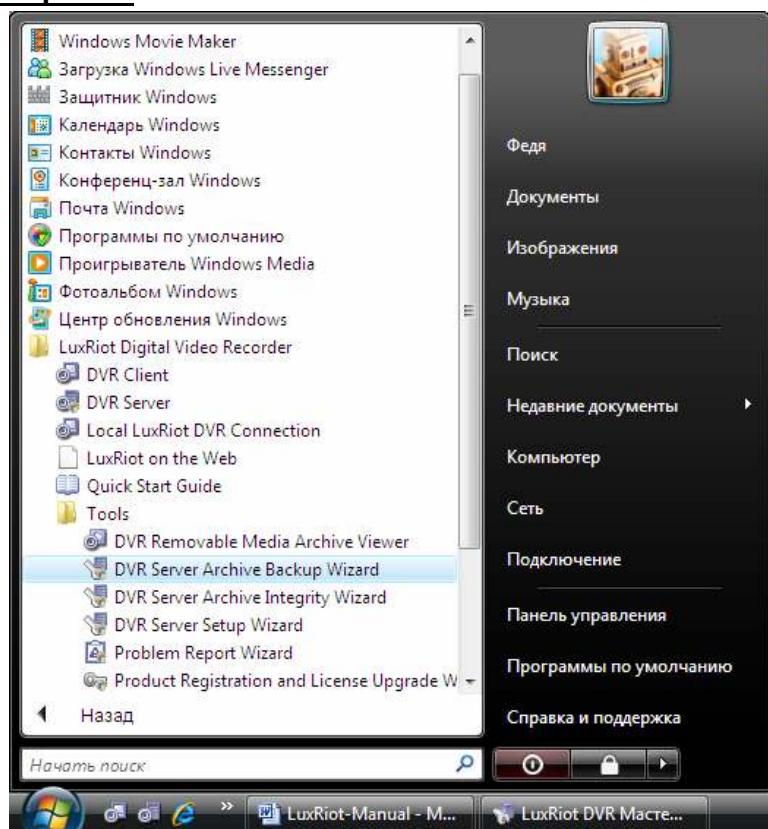 Windows Movie Maker
Загрузка Windows Live Messenger
Защитник Windows
Календарь Windows
Контакты Windows
Конференц-зал Windows
Почта Windows
Программы по умолчанию
Проигрыватель Windows Media
Фотоальбом Windows
Центр обновления Windows
LuxRiot Digital Video Recorder
DVR Client
DVR Server
Local LuxRiot DVR Connection
LuxRiot on the Web
Quick Start Guide
Tools
DVR Removable Media Archive Viewer
DVR Server Archive Backup Wizard
DVR Server Archive Integrity Wizard
DVR Server Setup Wizard
Problem Report Wizard
Product Registration and License Upgrade W
Назад
Начать поиск
Федя
Документы
Изображения
Музыка
Поиск
Недавние документы
Компьютер
Сеть
Подключение
Панель управления
Программы по умолчанию
Справка и поддержка
LuxRiot-Manual - M...
LuxRiot DVR Масте...